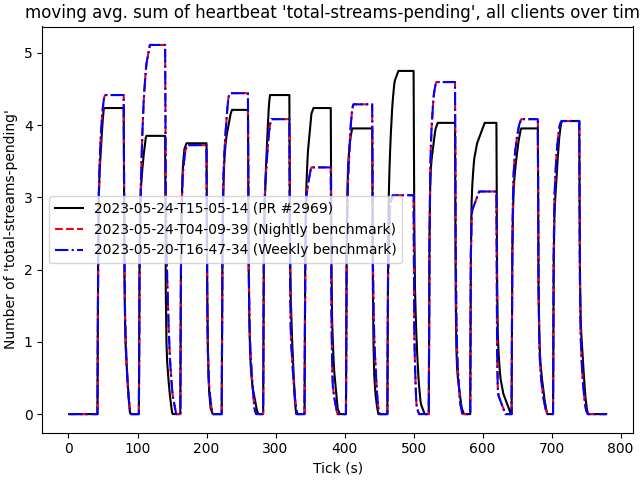 moving avg. sum of heartbeat 'total-streams-pending', all clients over tim
Number of 'total-streams-pending'
5
4
3
2
1
0
2023-05-24-T15-05-14 (PR #2969)
2023-05-24-T04-09-39 (Nightly benchmark)
2023-05-20-T16-47-34 (Weekly benchmark)
0 100 200 300 400 500 600 700 800
Tick (s)